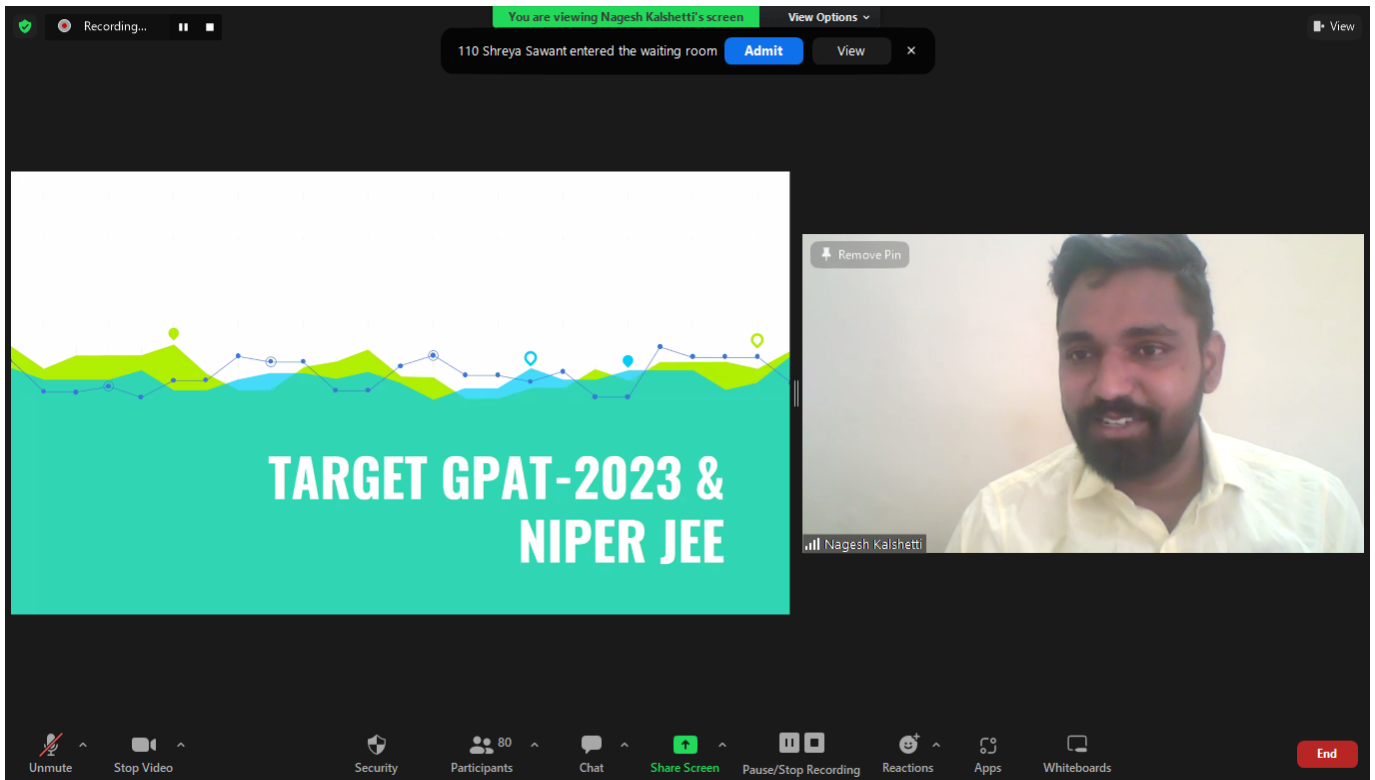 Recording...
You are viewing Nagesh Kalshetti's screen
View Options
View
110 Shreya Sawant entered the waiting room
Admit
View
Remove Pin
TARGET GPAT-2023 &
NIPER JEE
Nagesh Kalshetti
Unmute
Stop Video
Security
80
Participants
Chat
Share Screen
Pause/Stop Recording
Reactions
Apps
Whiteboards
End